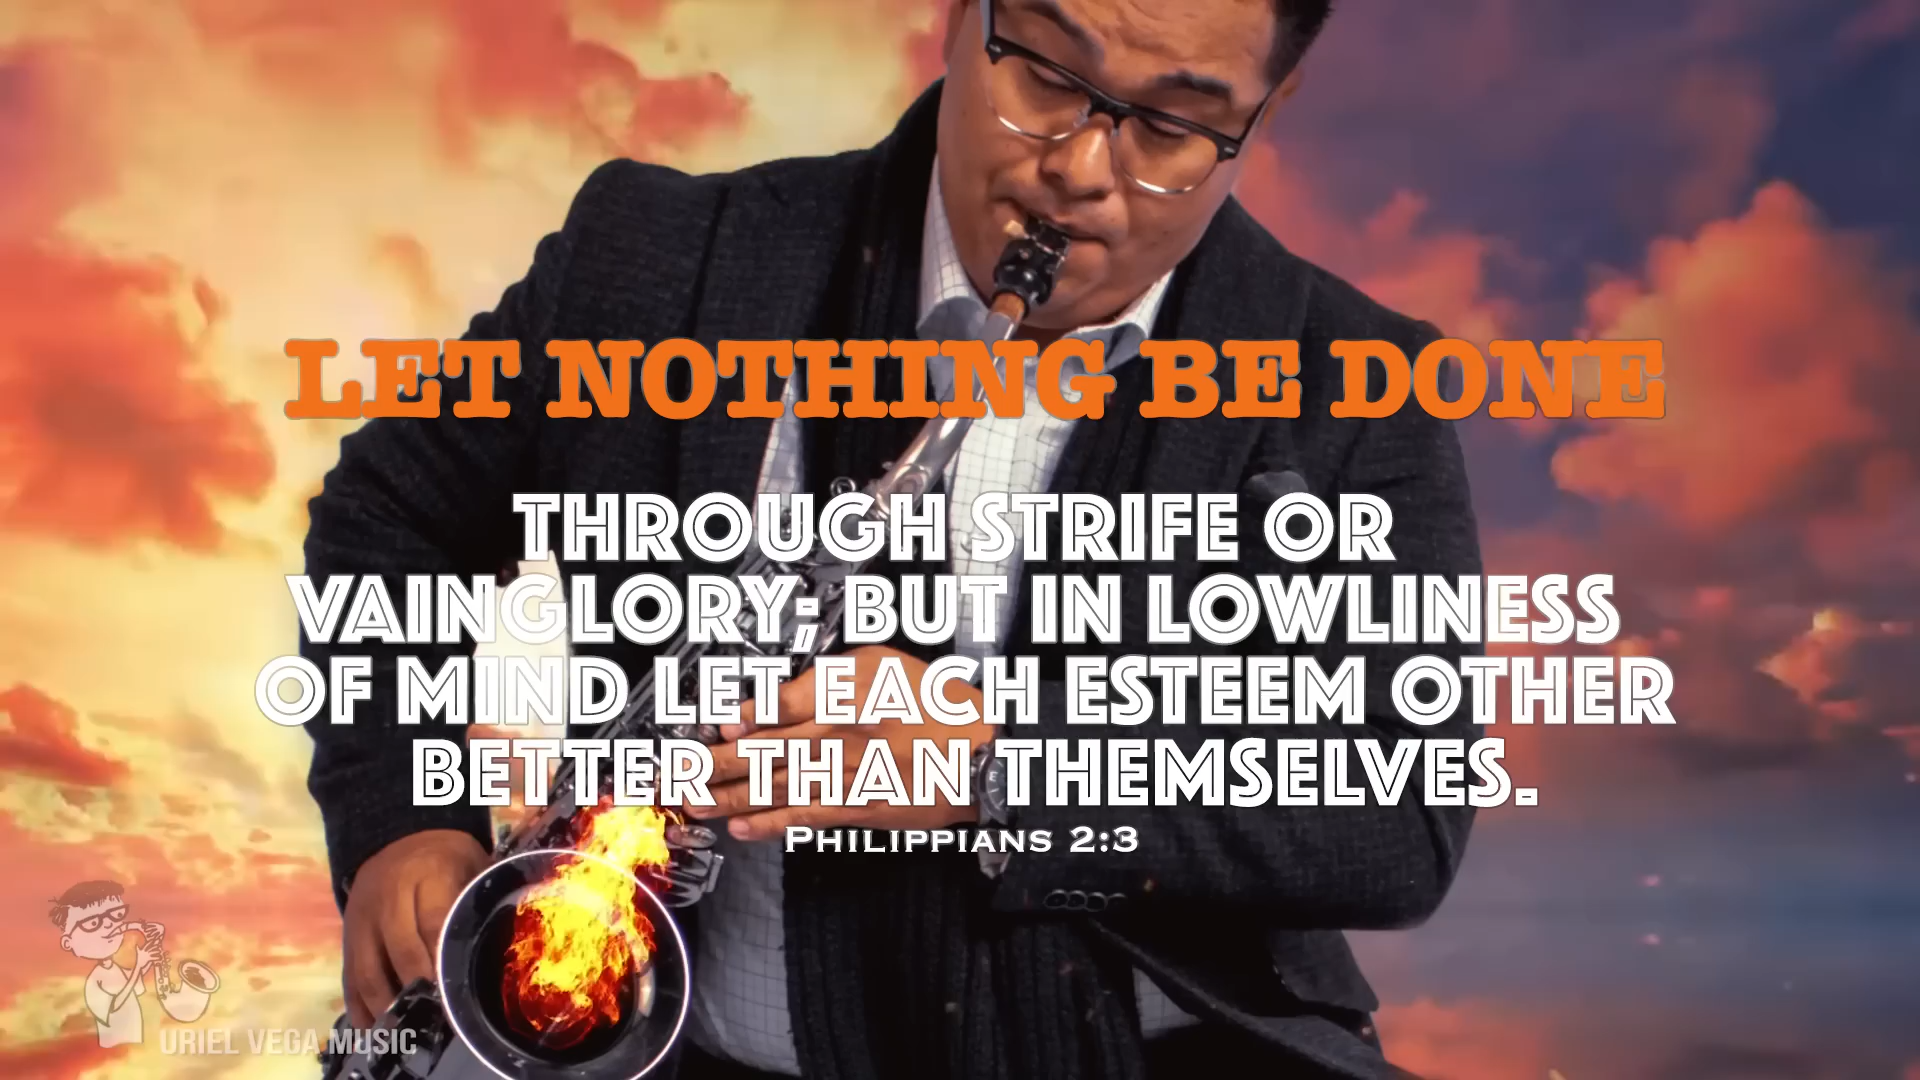 LET NOTHING BE DONE
THROUGH STRIFE OR
VAINGLORY; BUT IN LOWLINESS
OF MIND LET EACH ESTEEM OTHER
BETTER THAN THEMSELVES.
PHILIPPIANS 2:3
URIEL VEGA MUSIC